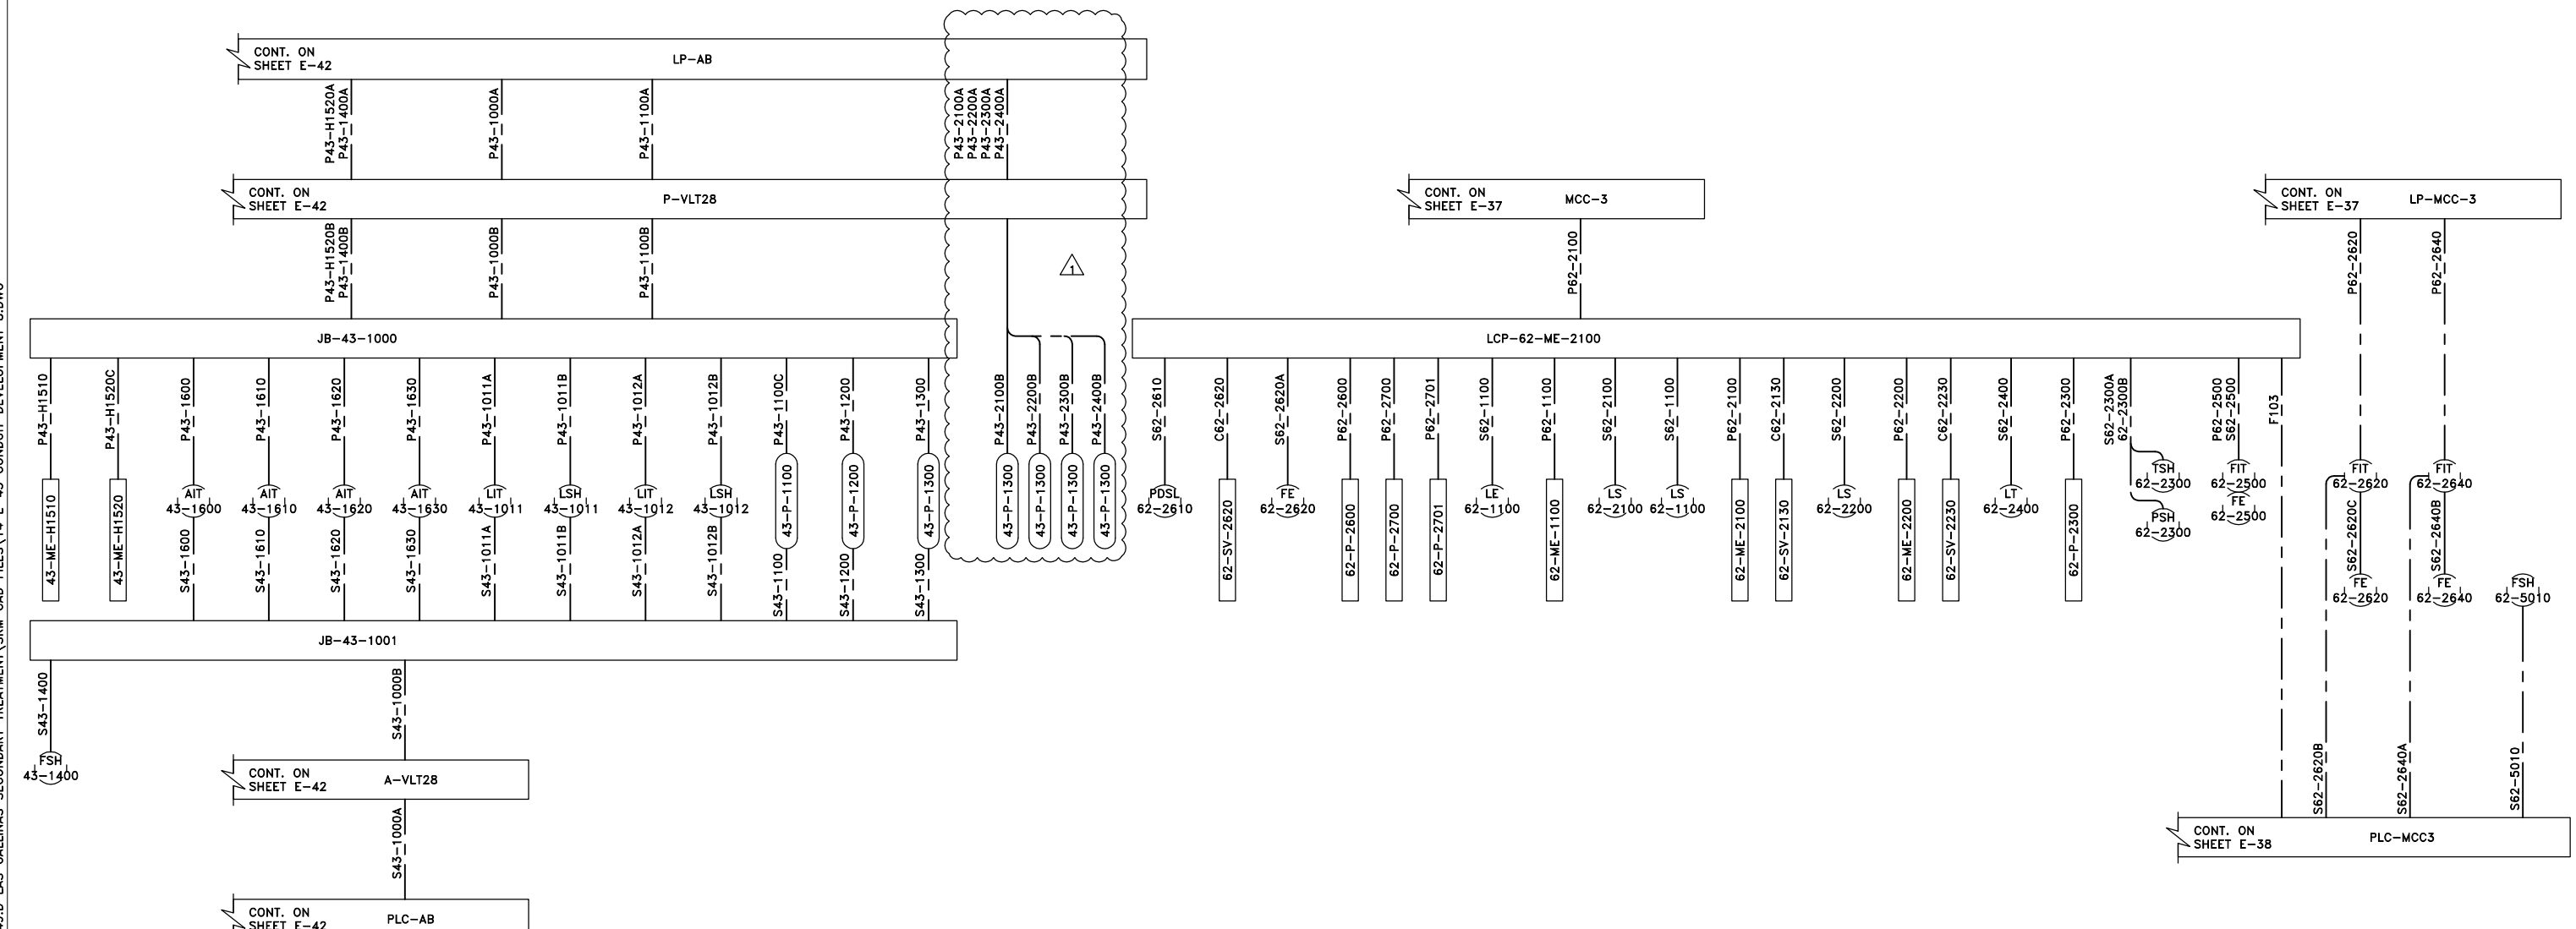 CONT. ON
SHEET E-42
LP-AB
P43-H1520A
P43-1400A
P43-1000A
P43-1100A
P43-2100A
P43-2200A
P43-2300A
P43-2400A
CONT. ON
SHEET E-42
P-VLT28
CONT. ON
SHEET E-37
MCC-3
CONT. ON
SHEET E-37
LP-MCC-3
P43-H1520B
P43-1400B
P43-1000B
P43-1100B
1
P62-2100
P62-2620
P62-2640
JB-43-1000
LCP-62-ME-2100
P43-H1510
P43-H1520C
P43-1600
P43-1610
P43-1620
P43-1630
P43-1011A
P43-1011B
P43-1012A
P43-1012B
P43-1100C
P43-1200
P43-1300
P43-2100B
P43-2200B
P43-2300B
P43-2400B
S62-2610
C62-2620
S62-2620A
P62-2600
P62-2700
P62-2701
S62-1100
P62-1100
S62-2100
S62-1100
P62-2100
C62-2130
S62-2200
P62-2200
C62-2230
S62-2400
P62-2300
S62-2300A
62-2300B
P62-2500
S62-2500
F103
43-ME-H1510
43-ME-H1520
AIT
43-1600
AIT
43-1610
AIT
43-1620
AIT
43-1630
LIT
43-1011
LSH
43-1011
LIT
43-1012
LSH
43-1012
43-P-1100
43-P-1200
43-P-1300
43-P-1300
43-P-1300
43-P-1300
43-P-1300
PDSL
62-2610
62-SV-2620
FE
62-2620
62-P-2600
62-P-2700
62-P-2701
LE
62-1100
62-ME-1100
LS
62-2100
LS
62-1100
62-ME-2100
62-SV-2130
LS
62-2200
62-ME-2200
62-SV-2230
LT
62-2400
62-P-2300
TSH
62-2300
PSH
62-2300
FIT
62-2500
FE
62-2500
FIT
62-2620
FIT
62-2640
S43-1600
S43-1610
S43-1620
S43-1630
S43-1011A
S43-1011B
S43-1012A
S43-1012B
S43-1100
S43-1200
S43-1300
S62-2620C
S62-2640B
FE
62-2620
FE
62-2640
FSH
62-5010
JB-43-1001
S43-1400
S43-1000B
FSH
43-1400
S62-2620B
S62-2640A
S62-5010
CONT. ON
SHEET E-42
A-VLT28
CONT. ON
SHEET E-38
PLC-MCC3
S43-1000A
CONT. ON
SHEET E-42
PLC-AB